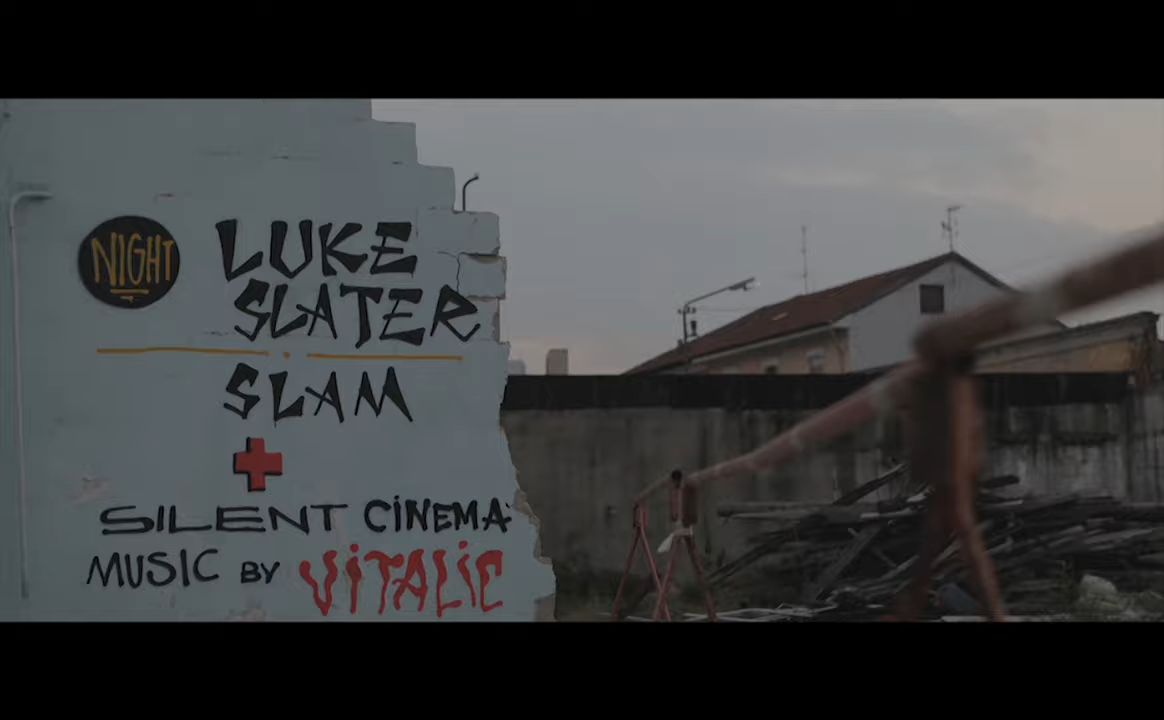 NIGHT
LUKE
SLATER
SLAM
+
SILENT CINEMA
MUSIC BY ViTALiC